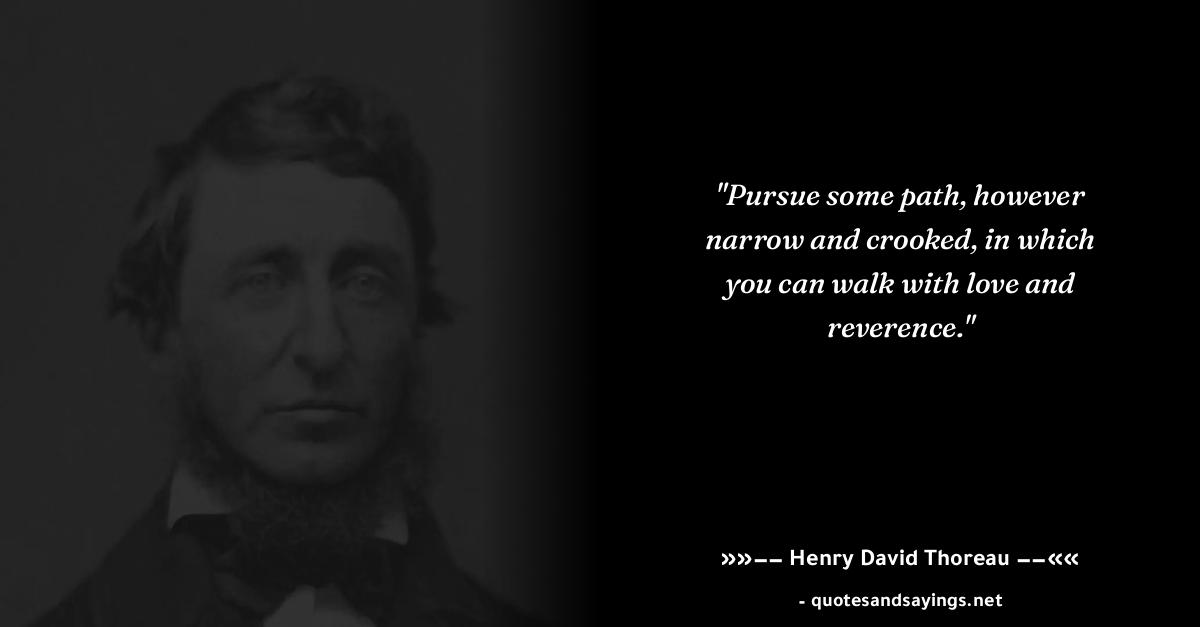 "Pursue some path, however
narrow and crooked, in which
you can walk with love and
reverence."
»»−− Henry David Thoreau −−««
- quotesandsayings.net